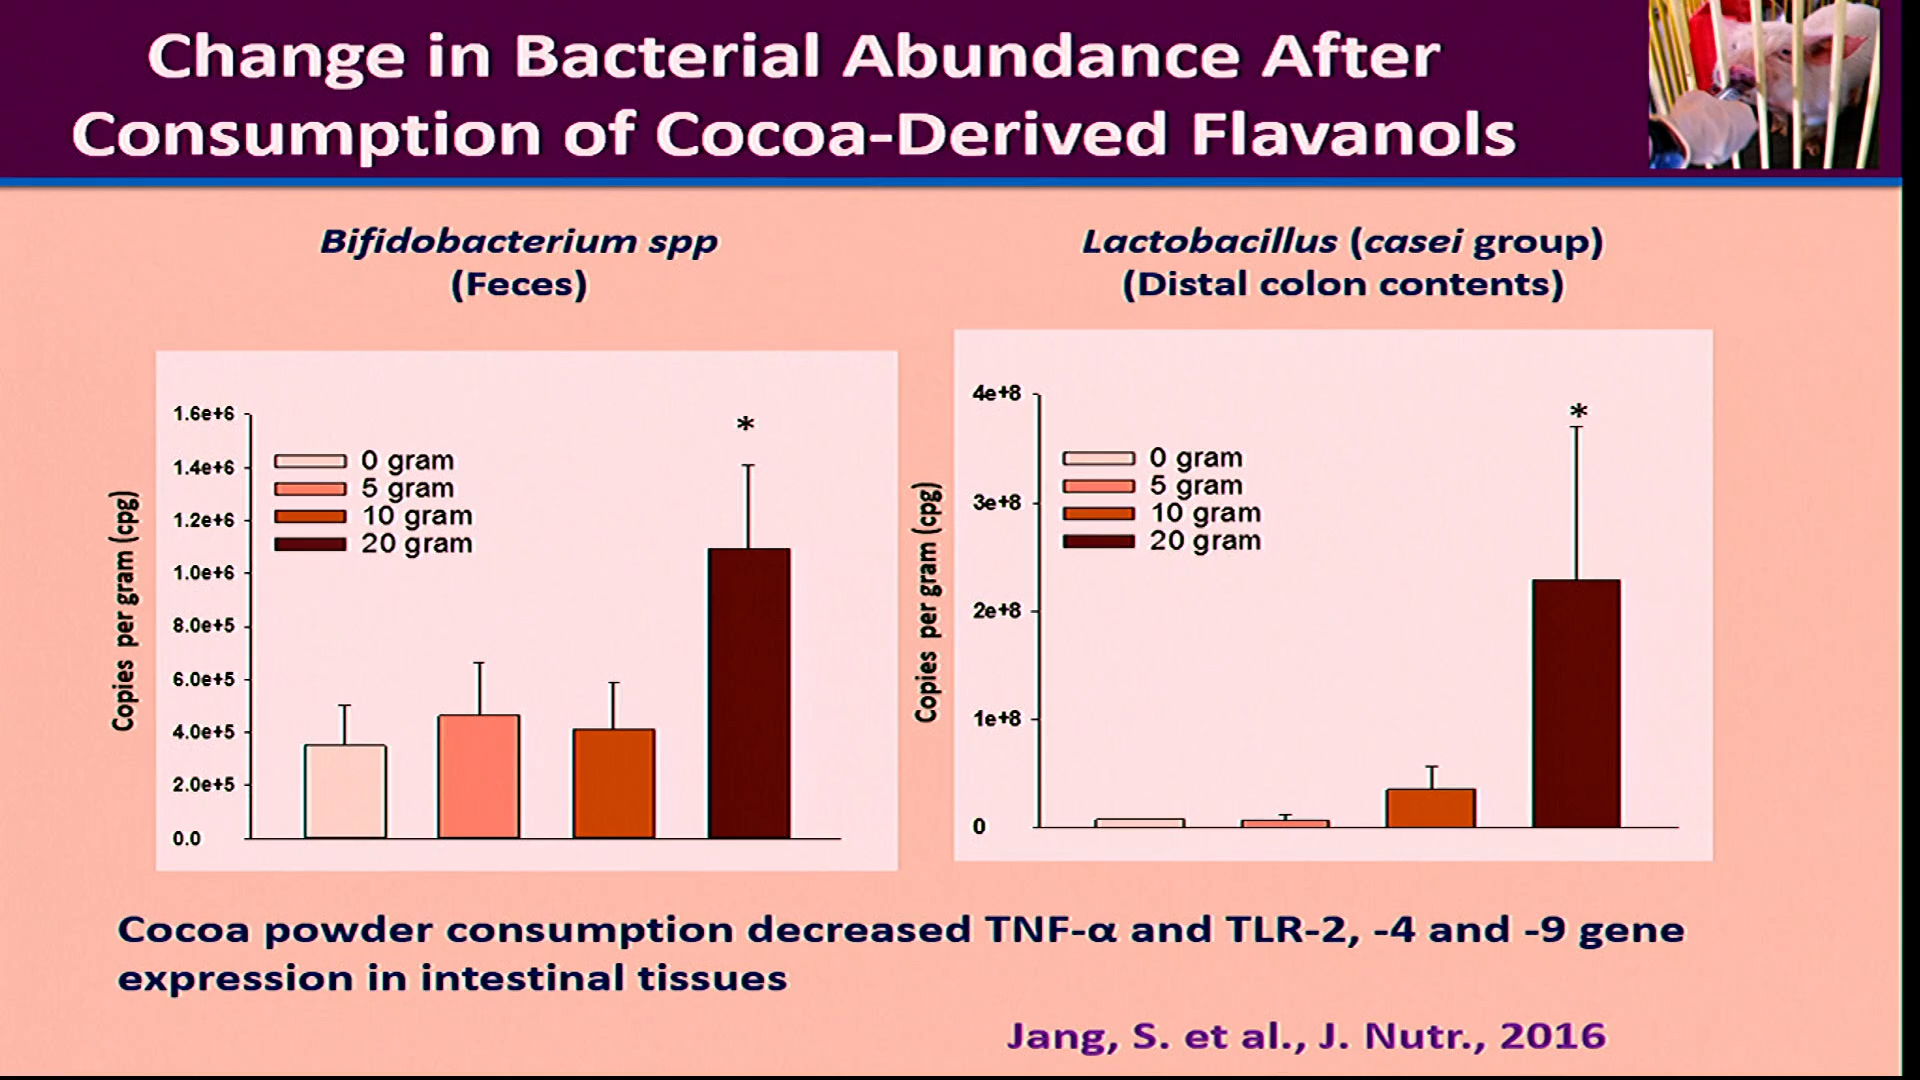 Change in Bacterial Abundance After
Consumption of Cocoa-Derived Flavanols
Bifidobacterium spp
(Feces)
Copies per gram (cpg)
1.6e+6
1.4e+6
1.2e+6
1.0e+6
8.0e+5
6.0e+5
4.0e+5
2.0e+5
0.0
0 gram
5 gram
10 gram
20 gram
*
Lactobacillus (casei group)
(Distal colon contents)
Copies per gram (cpg)
4e+8
3e+8
2e+8
1e+8
0
0 gram
5 gram
10 gram
20 gram
*
Cocoa powder consumption decreased TNF-α and TLR-2, -4 and -9 gene
expression in intestinal tissues
Jang, S. et al., J. Nutr., 2016